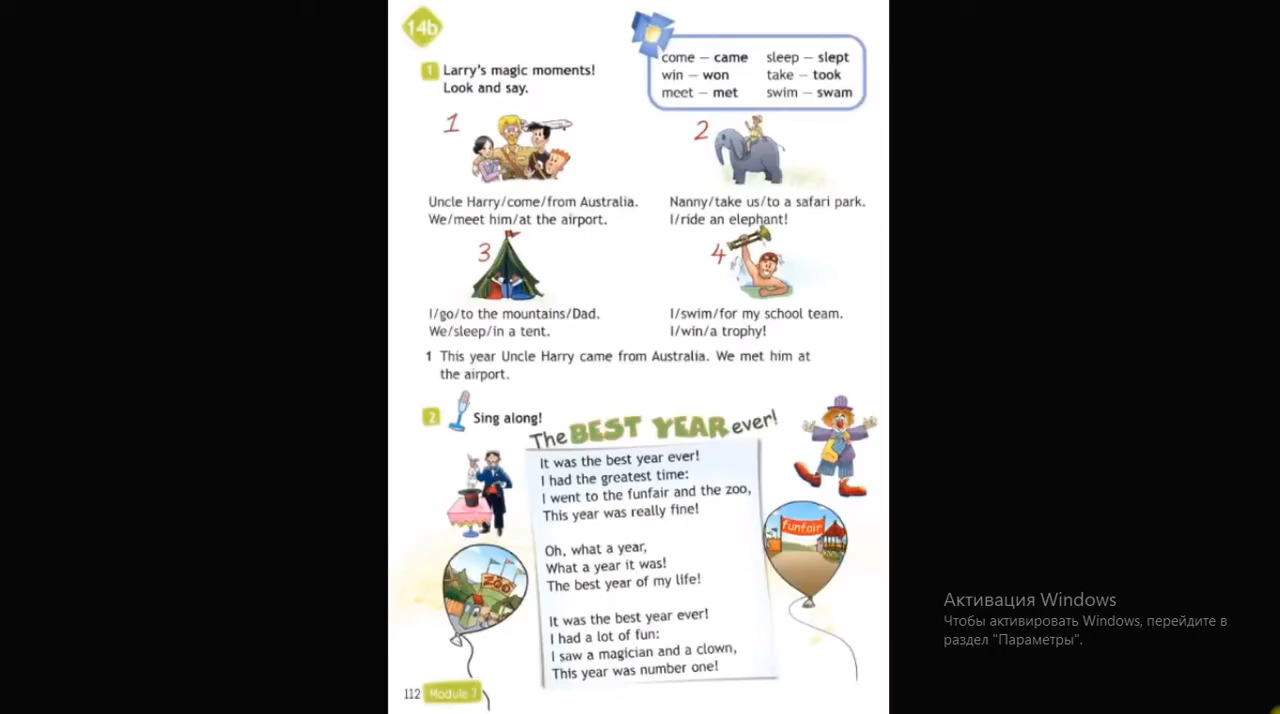 14b
come – came sleep – slept
win – won take – took
meet – met swim – swam
1 Larry's magic moments!
Look and say.
1
2
Uncle Harry/come/from Australia.
We/meet him/at the airport.
Nanny/take us/to a safari park.
I/ride an elephant!
3
4
I/go/to the mountains/Dad.
We/sleep/in a tent.
I/swim/for my school team.
I/win/a trophy!
1 This year Uncle Harry came from Australia. We met him at
the airport.
2 Sing along!
The BEST YEAR ever!
It was the best year ever!
I had the greatest time:
I went to the funfair and the zoo,
This year was really fine!
Oh, what a year,
What a year it was!
The best year of my life!
It was the best year ever!
I had a lot of fun:
I saw a magician and a clown,
This year was number one!
funfair
ZOO
112 Module 7
Активация Windows
Чтобы активировать Windows, перейдите в
раздел "Параметры".